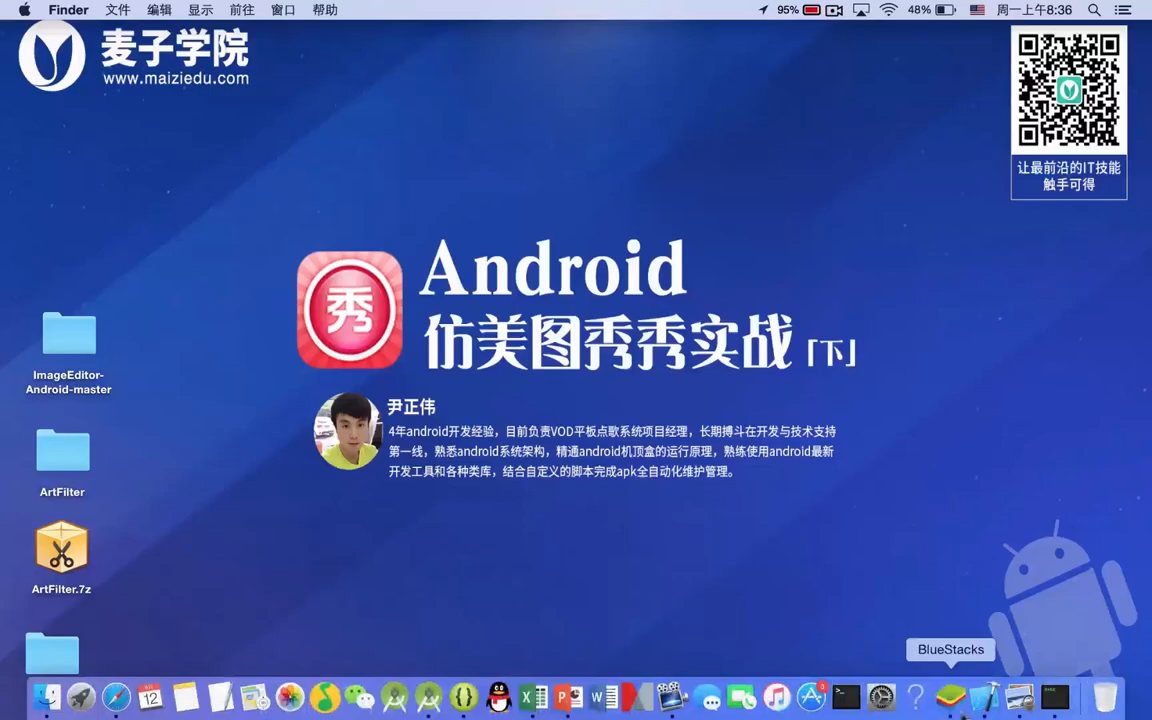 Finder 文件 编辑 显示 前往 窗口 帮助 95% 48% 周一上午8:36
麦子学院
www.maiziedu.com
让最前沿的IT技能
触手可得
秀
Android
仿美图秀秀实战「下」
尹正伟
4年android开发经验，目前负责VOD平板点歌系统项目经理，长期搏斗在开发与技术支持
第一线，熟悉android系统架构，精通android机顶盒的运行原理，熟练使用android最新
开发工具和各种类库，结合自定义的脚本完成apk全自动化维护管理。
ImageEditor-
Android-master
ArtFilter
ArtFilter.7z
BlueStacks
12
3